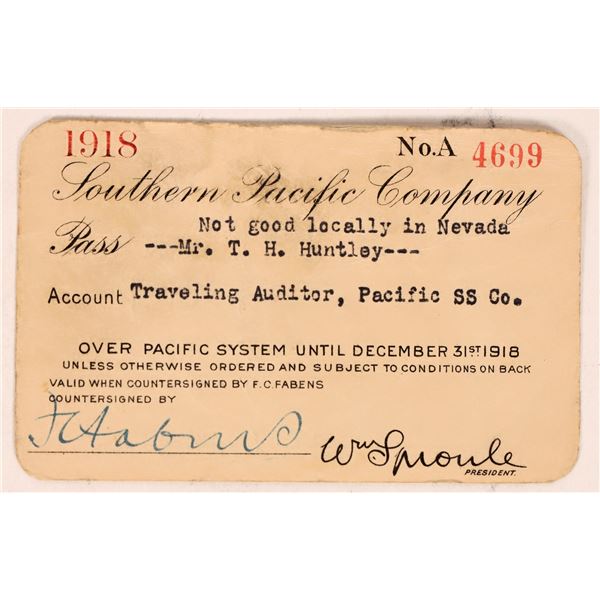 1918 No.A 4699
Southern Pacific Company
Not good locally in Nevada
Pass ---Mr. T. H. Huntley---
Account Traveling Auditor, Pacific SS Co.
OVER PACIFIC SYSTEM UNTIL DECEMBER 31ST 1918
UNLESS OTHERWISE ORDERED AND SUBJECT TO CONDITIONS ON BACK
VALID WHEN COUNTERSIGNED BY F.C.FABENS
COUNTERSIGNED BY
FCFabens
Wm Sproule
PRESIDENT.